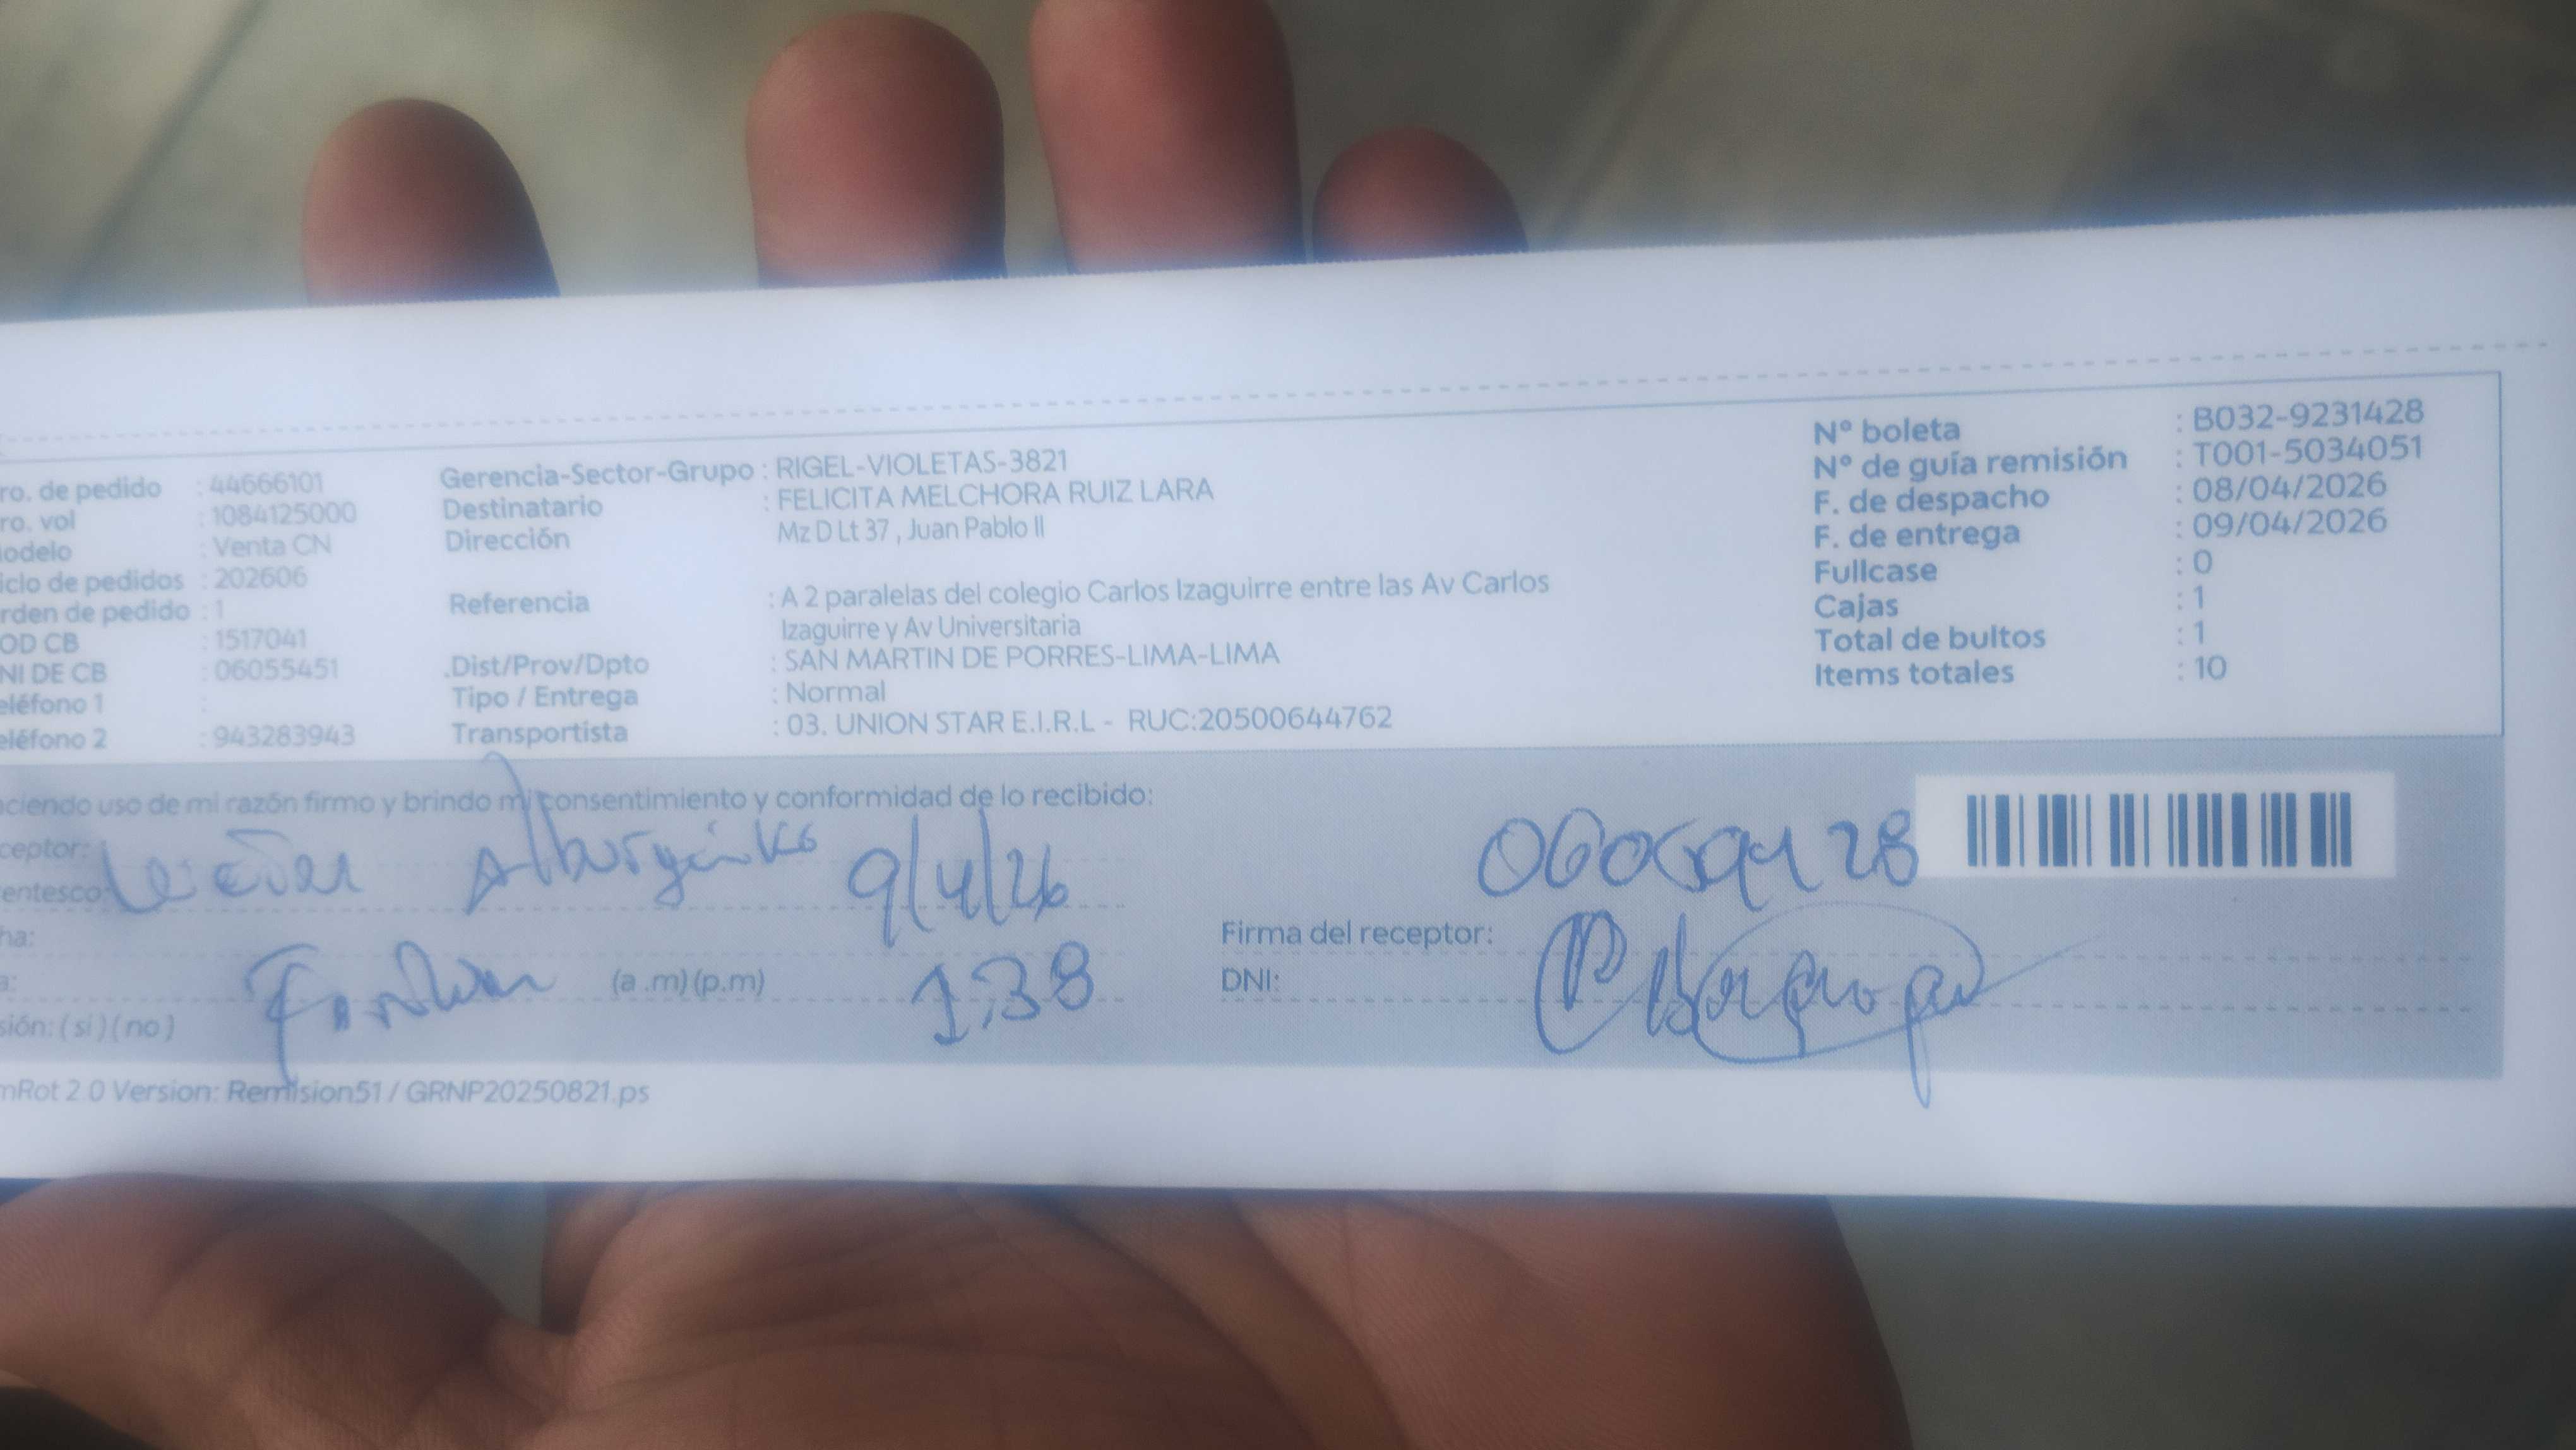 ro. de pedido : 44666101
ro. vol : 1084125000
odelo : Venta CN
iclo de pedidos : 202606
rden de pedido : 1
OD CB : 1517041
NI DE CB : 06055451
eléfono 1 :
eléfono 2 : 943283943
Gerencia-Sector-Grupo : RIGEL-VIOLETAS-3821
Destinatario : FELICITA MELCHORA RUIZ LARA
Dirección Mz D Lt 37 , Juan Pablo II
Referencia : A 2 paralelas del colegio Carlos Izaguirre entre las Av Carlos
Izaguirre y Av Universitaria
.Dist/Prov/Dpto : SAN MARTIN DE PORRES-LIMA-LIMA
Tipo / Entrega : Normal
Transportista : 03. UNION STAR E.I.R.L - RUC:20500644762
Nº boleta : B032-9231428
Nº de guía remisión : T001-5034051
F. de despacho : 08/04/2026
F. de entrega : 09/04/2026
Fullcase : 0
Cajas : 1
Total de bultos : 1
Items totales : 10
ciendo uso de mi razón firmo y brindo mi consentimiento y conformidad de lo recibido:
ceptor:
entesco:
9/4/26
ha:
a: (a .m) (p.m) 1:38
sión: ( si ) ( no )
Firma del receptor:
DNI:
nRot 2.0 Version: Remision51 / GRNP20250821.ps